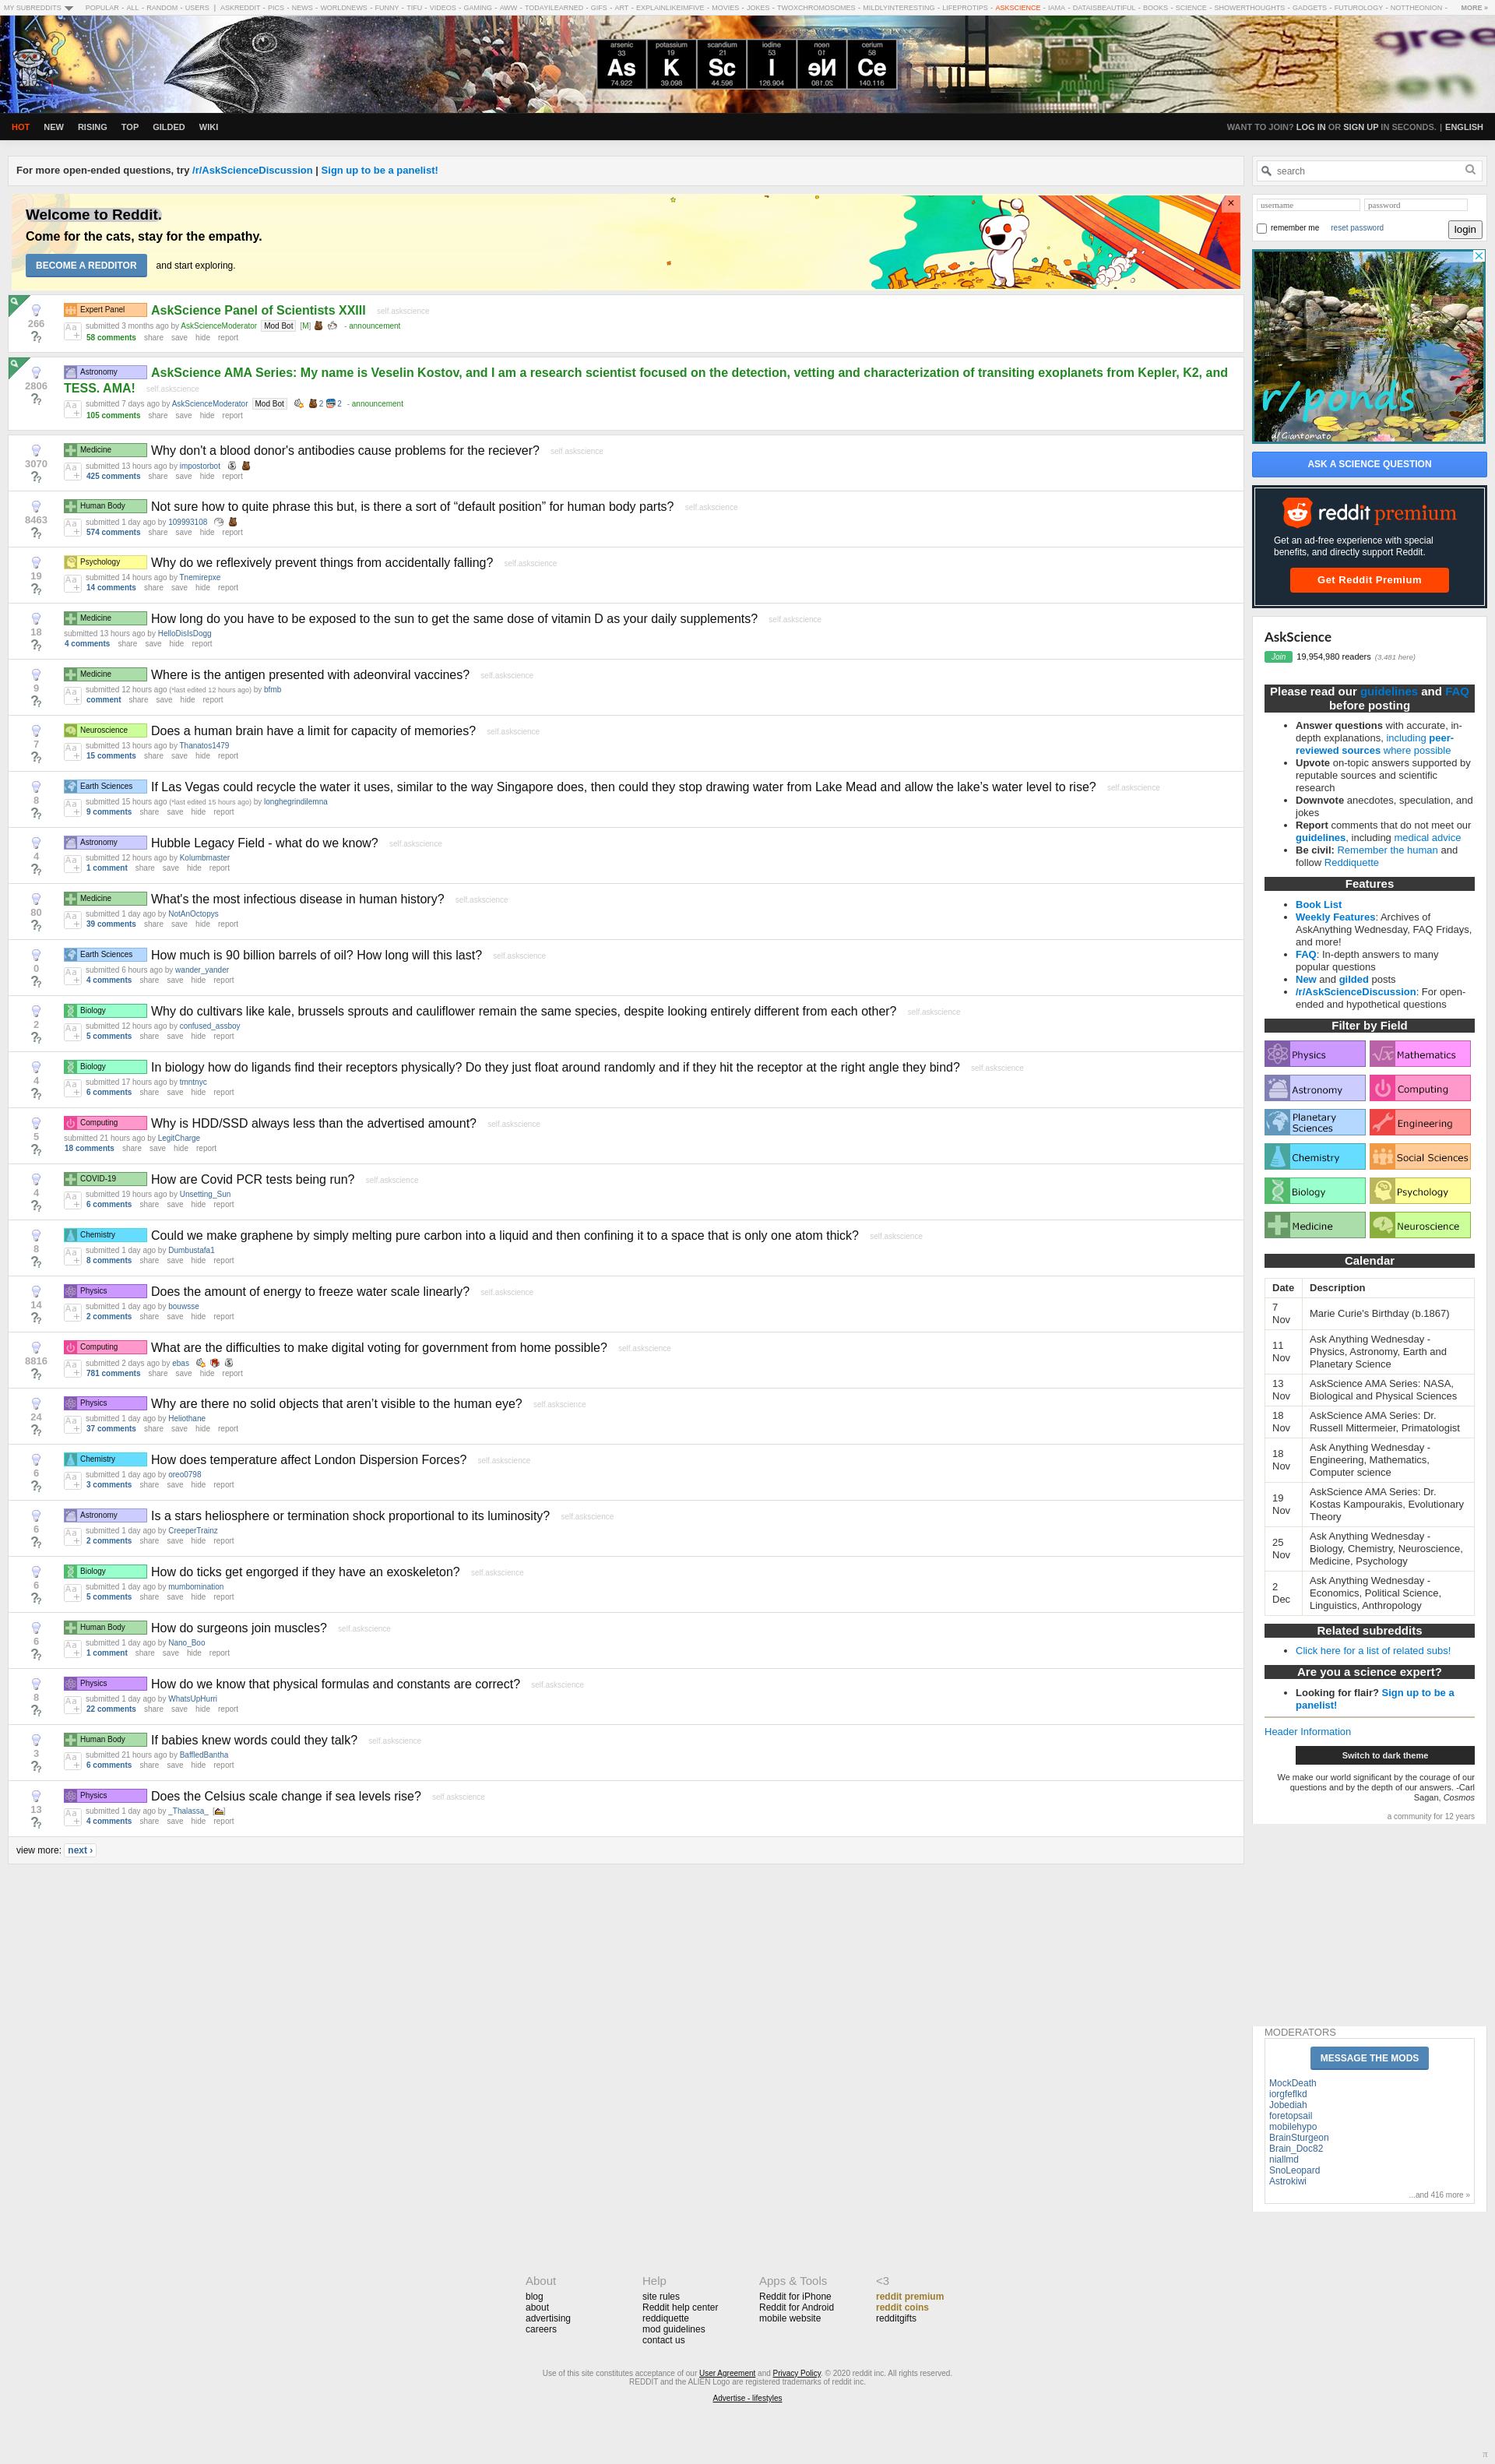 MY SUBREDDITS POPULAR - ALL - RANDOM - USERS | ASKREDDIT - PICS - NEWS - WORLDNEWS - FUNNY - TIFU - VIDEOS - GAMING - AWW - TODAYILEARNED - GIFS - ART - EXPLAINLIKEIMFIVE - MOVIES - JOKES - TWOXCHROMOSOMES - MILDLYINTERESTING - LIFEPROTIPS - ASKSCIENCE - IAMA - DATAISBEAUTIFUL - BOOKS - SCIENCE - SHOWERTHOUGHTS - GADGETS - FUTUROLOGY - NOTTHEONION - MORE »
arsenic potassium scandium iodine neon cerium
33 19 21 53 10 58
As K Sc I Ne Ce
74.922 39.098 44.596 126.904 20.180 140.116
HOT NEW RISING TOP GILDED WIKI
WANT TO JOIN? LOG IN OR SIGN UP IN SECONDS. | ENGLISH
For more open-ended questions, try /r/AskScienceDiscussion | Sign up to be a panelist!
Welcome to Reddit.
Come for the cats, stay for the empathy.
BECOME A REDDITOR and start exploring.
×
266
Expert Panel AskScience Panel of Scientists XXIII self.askscience
submitted 3 months ago by AskScienceModerator Mod Bot [M] - announcement
58 comments share save hide report
2806
Astronomy AskScience AMA Series: My name is Veselin Kostov, and I am a research scientist focused on the detection, vetting and characterization of transiting exoplanets from Kepler, K2, and
TESS. AMA! self.askscience
submitted 7 days ago by AskScienceModerator Mod Bot 2 2 - announcement
105 comments share save hide report
3070
Medicine Why don't a blood donor's antibodies cause problems for the reciever? self.askscience
submitted 13 hours ago by impostorbot
425 comments share save hide report
8463
Human Body Not sure how to quite phrase this but, is there a sort of “default position” for human body parts? self.askscience
submitted 1 day ago by 109993108
574 comments share save hide report
19
Psychology Why do we reflexively prevent things from accidentally falling? self.askscience
submitted 14 hours ago by Tnemirepxe
14 comments share save hide report
18
Medicine How long do you have to be exposed to the sun to get the same dose of vitamin D as your daily supplements? self.askscience
submitted 13 hours ago by HelloDisIsDogg
4 comments share save hide report
9
Medicine Where is the antigen presented with adeonviral vaccines? self.askscience
submitted 12 hours ago (*last edited 12 hours ago) by bfmb
comment share save hide report
7
Neuroscience Does a human brain have a limit for capacity of memories? self.askscience
submitted 13 hours ago by Thanatos1479
15 comments share save hide report
8
Earth Sciences If Las Vegas could recycle the water it uses, similar to the way Singapore does, then could they stop drawing water from Lake Mead and allow the lake's water level to rise? self.askscience
submitted 15 hours ago (*last edited 15 hours ago) by longhegrindilemna
9 comments share save hide report
4
Astronomy Hubble Legacy Field - what do we know? self.askscience
submitted 12 hours ago by Kolumbmaster
1 comment share save hide report
80
Medicine What's the most infectious disease in human history? self.askscience
submitted 1 day ago by NotAnOctopys
39 comments share save hide report
0
Earth Sciences How much is 90 billion barrels of oil? How long will this last? self.askscience
submitted 6 hours ago by wander_yander
4 comments share save hide report
2
Biology Why do cultivars like kale, brussels sprouts and cauliflower remain the same species, despite looking entirely different from each other? self.askscience
submitted 12 hours ago by confused_assboy
5 comments share save hide report
4
Biology In biology how do ligands find their receptors physically? Do they just float around randomly and if they hit the receptor at the right angle they bind? self.askscience
submitted 17 hours ago by tmntnyc
6 comments share save hide report
5
Computing Why is HDD/SSD always less than the advertised amount? self.askscience
submitted 21 hours ago by LegitCharge
18 comments share save hide report
4
COVID-19 How are Covid PCR tests being run? self.askscience
submitted 19 hours ago by Unsetting_Sun
6 comments share save hide report
8
Chemistry Could we make graphene by simply melting pure carbon into a liquid and then confining it to a space that is only one atom thick? self.askscience
submitted 1 day ago by Dumbustafa1
8 comments share save hide report
14
Physics Does the amount of energy to freeze water scale linearly? self.askscience
submitted 1 day ago by bouwsse
2 comments share save hide report
8816
Computing What are the difficulties to make digital voting for government from home possible? self.askscience
submitted 2 days ago by ebas
781 comments share save hide report
24
Physics Why are there no solid objects that aren't visible to the human eye? self.askscience
submitted 1 day ago by Heliothane
37 comments share save hide report
6
Chemistry How does temperature affect London Dispersion Forces? self.askscience
submitted 1 day ago by oreo0798
3 comments share save hide report
6
Astronomy Is a stars heliosphere or termination shock proportional to its luminosity? self.askscience
submitted 1 day ago by CreeperTrainz
2 comments share save hide report
6
Biology How do ticks get engorged if they have an exoskeleton? self.askscience
submitted 1 day ago by mumbomination
5 comments share save hide report
6
Human Body How do surgeons join muscles? self.askscience
submitted 1 day ago by Nano_Boo
1 comment share save hide report
8
Physics How do we know that physical formulas and constants are correct? self.askscience
submitted 1 day ago by WhatsUpHurri
22 comments share save hide report
3
Human Body If babies knew words could they talk? self.askscience
submitted 21 hours ago by BaffledBantha
6 comments share save hide report
13
Physics Does the Celsius scale change if sea levels rise? self.askscience
submitted 1 day ago by _Thalassa_
4 comments share save hide report
view more: next ›
search
username password
remember me reset password login
r/ponds
u/Giantomato
ASK A SCIENCE QUESTION
reddit premium
Get an ad-free experience with special
benefits, and directly support Reddit.
Get Reddit Premium
AskScience
Join 19,954,980 readers (3,481 here)
Please read our guidelines and FAQ
before posting
Answer questions with accurate, in-
depth explanations, including peer-
reviewed sources where possible
Upvote on-topic answers supported by
reputable sources and scientific
research
Downvote anecdotes, speculation, and
jokes
Report comments that do not meet our
guidelines, including medical advice
Be civil: Remember the human and
follow Reddiquette
Features
Book List
Weekly Features: Archives of
AskAnything Wednesday, FAQ Fridays,
and more!
FAQ: In-depth answers to many
popular questions
New and gilded posts
/r/AskScienceDiscussion: For open-
ended and hypothetical questions
Filter by Field
Physics Mathematics
Astronomy Computing
Planetary Sciences Engineering
Chemistry Social Sciences
Biology Psychology
Medicine Neuroscience
Calendar
Date Description
7 Nov Marie Curie's Birthday (b.1867)
11 Nov Ask Anything Wednesday -
Physics, Astronomy, Earth and
Planetary Science
13 Nov AskScience AMA Series: NASA,
Biological and Physical Sciences
18 Nov AskScience AMA Series: Dr.
Russell Mittermeier, Primatologist
18 Nov Ask Anything Wednesday -
Engineering, Mathematics,
Computer science
19 Nov AskScience AMA Series: Dr.
Kostas Kampourakis, Evolutionary
Theory
25 Nov Ask Anything Wednesday -
Biology, Chemistry, Neuroscience,
Medicine, Psychology
2 Dec Ask Anything Wednesday -
Economics, Political Science,
Linguistics, Anthropology
Related subreddits
Click here for a list of related subs!
Are you a science expert?
Looking for flair? Sign up to be a
panelist!
Header Information
Switch to dark theme
We make our world significant by the courage of our
questions and by the depth of our answers. -Carl
Sagan, Cosmos
a community for 12 years
MODERATORS
MESSAGE THE MODS
MockDeath
iorgfeflkd
Jobediah
foretopsail
mobilehypo
BrainSturgeon
Brain_Doc82
niallmd
SnoLeopard
Astrokiwi
...and 416 more »
About
blog
about
advertising
careers
Help
site rules
Reddit help center
reddiquette
mod guidelines
contact us
Apps & Tools
Reddit for iPhone
Reddit for Android
mobile website
<3
reddit premium
reddit coins
redditgifts
Use of this site constitutes acceptance of our User Agreement and Privacy Policy. © 2020 reddit inc. All rights reserved.
REDDIT and the ALIEN Logo are registered trademarks of reddit inc.
Advertise - lifestyles
π